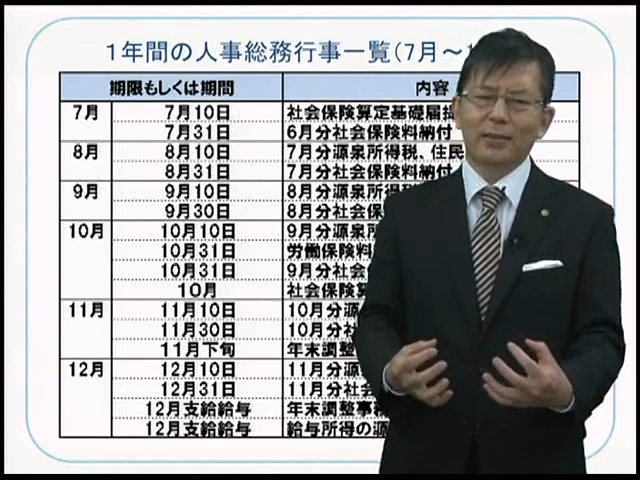 1年間の人事総務行事一覧(7月～1
期限もしくは期間 内容
7月 7月10日 社会保険算定基礎届提
7月31日 6月分社会保険料納付
8月 8月10日 7月分源泉所得税、住民
8月31日 7月分社会保険料納付
9月 9月10日 8月分源泉所得税
9月30日 8月分社会保
10月 10月10日 9月分源泉所
10月31日 労働保険料
10月31日 9月分社会
10月 社会保険算
11月 11月10日 10月分源
11月30日 10月分社
11月下旬 年末調整
12月 12月10日 11月分源
12月31日 11月分社会
12月支給給与 年末調整事務
12月支給給与 給与所得の源